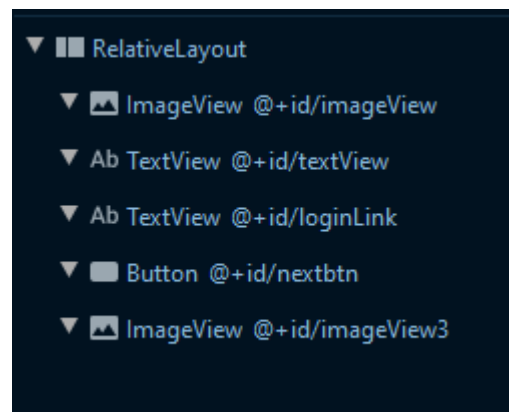 RelativeLayout
ImageView @+id/imageView
Ab TextView @+id/textView
Ab TextView @+id/loginLink
Button @+id/nextbtn
ImageView @+id/imageView3